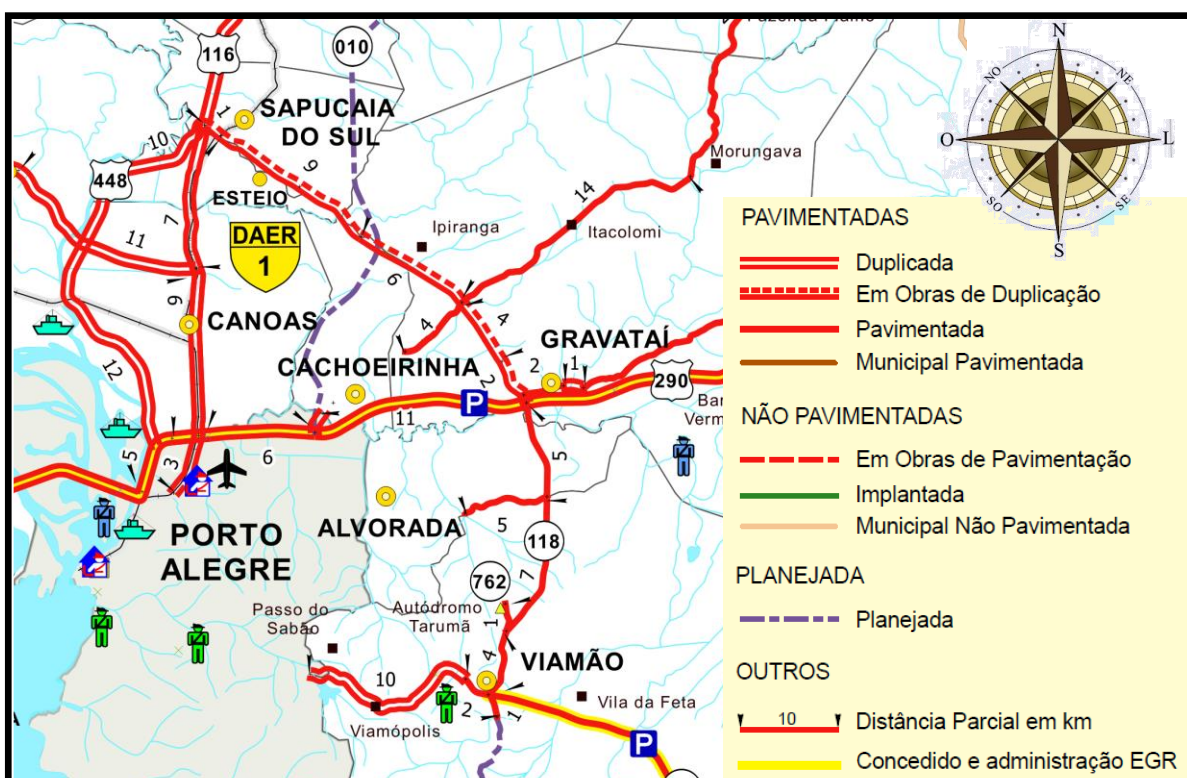 116
010
N
NO
NE
O
L
SO
SE
S
SAPUCAIA
DO SUL
1
10
448
9
7
ESTEIO
11
DAER
1
Morungava
14
Ipiranga
Itacolomi
6
9
CANOAS
4
4
GRAVATAÍ
CACHOEIRINHA
2
1
2
290
12
P
11
Bar
Verm
5
3
6
5
ALVORADA
5
118
PORTO
ALEGRE
762
7
Passo do
Sabão
Autódromo
Tarumã
1
4
VIAMÃO
10
2
1
Vila da Feta
Viamópolis
P
PAVIMENTADAS
Duplicada
Em Obras de Duplicação
Pavimentada
Municipal Pavimentada
NÃO PAVIMENTADAS
Em Obras de Pavimentação
Implantada
Municipal Não Pavimentada
PLANEJADA
Planejada
OUTROS
10
Distância Parcial em km
Concedido e administração EGR